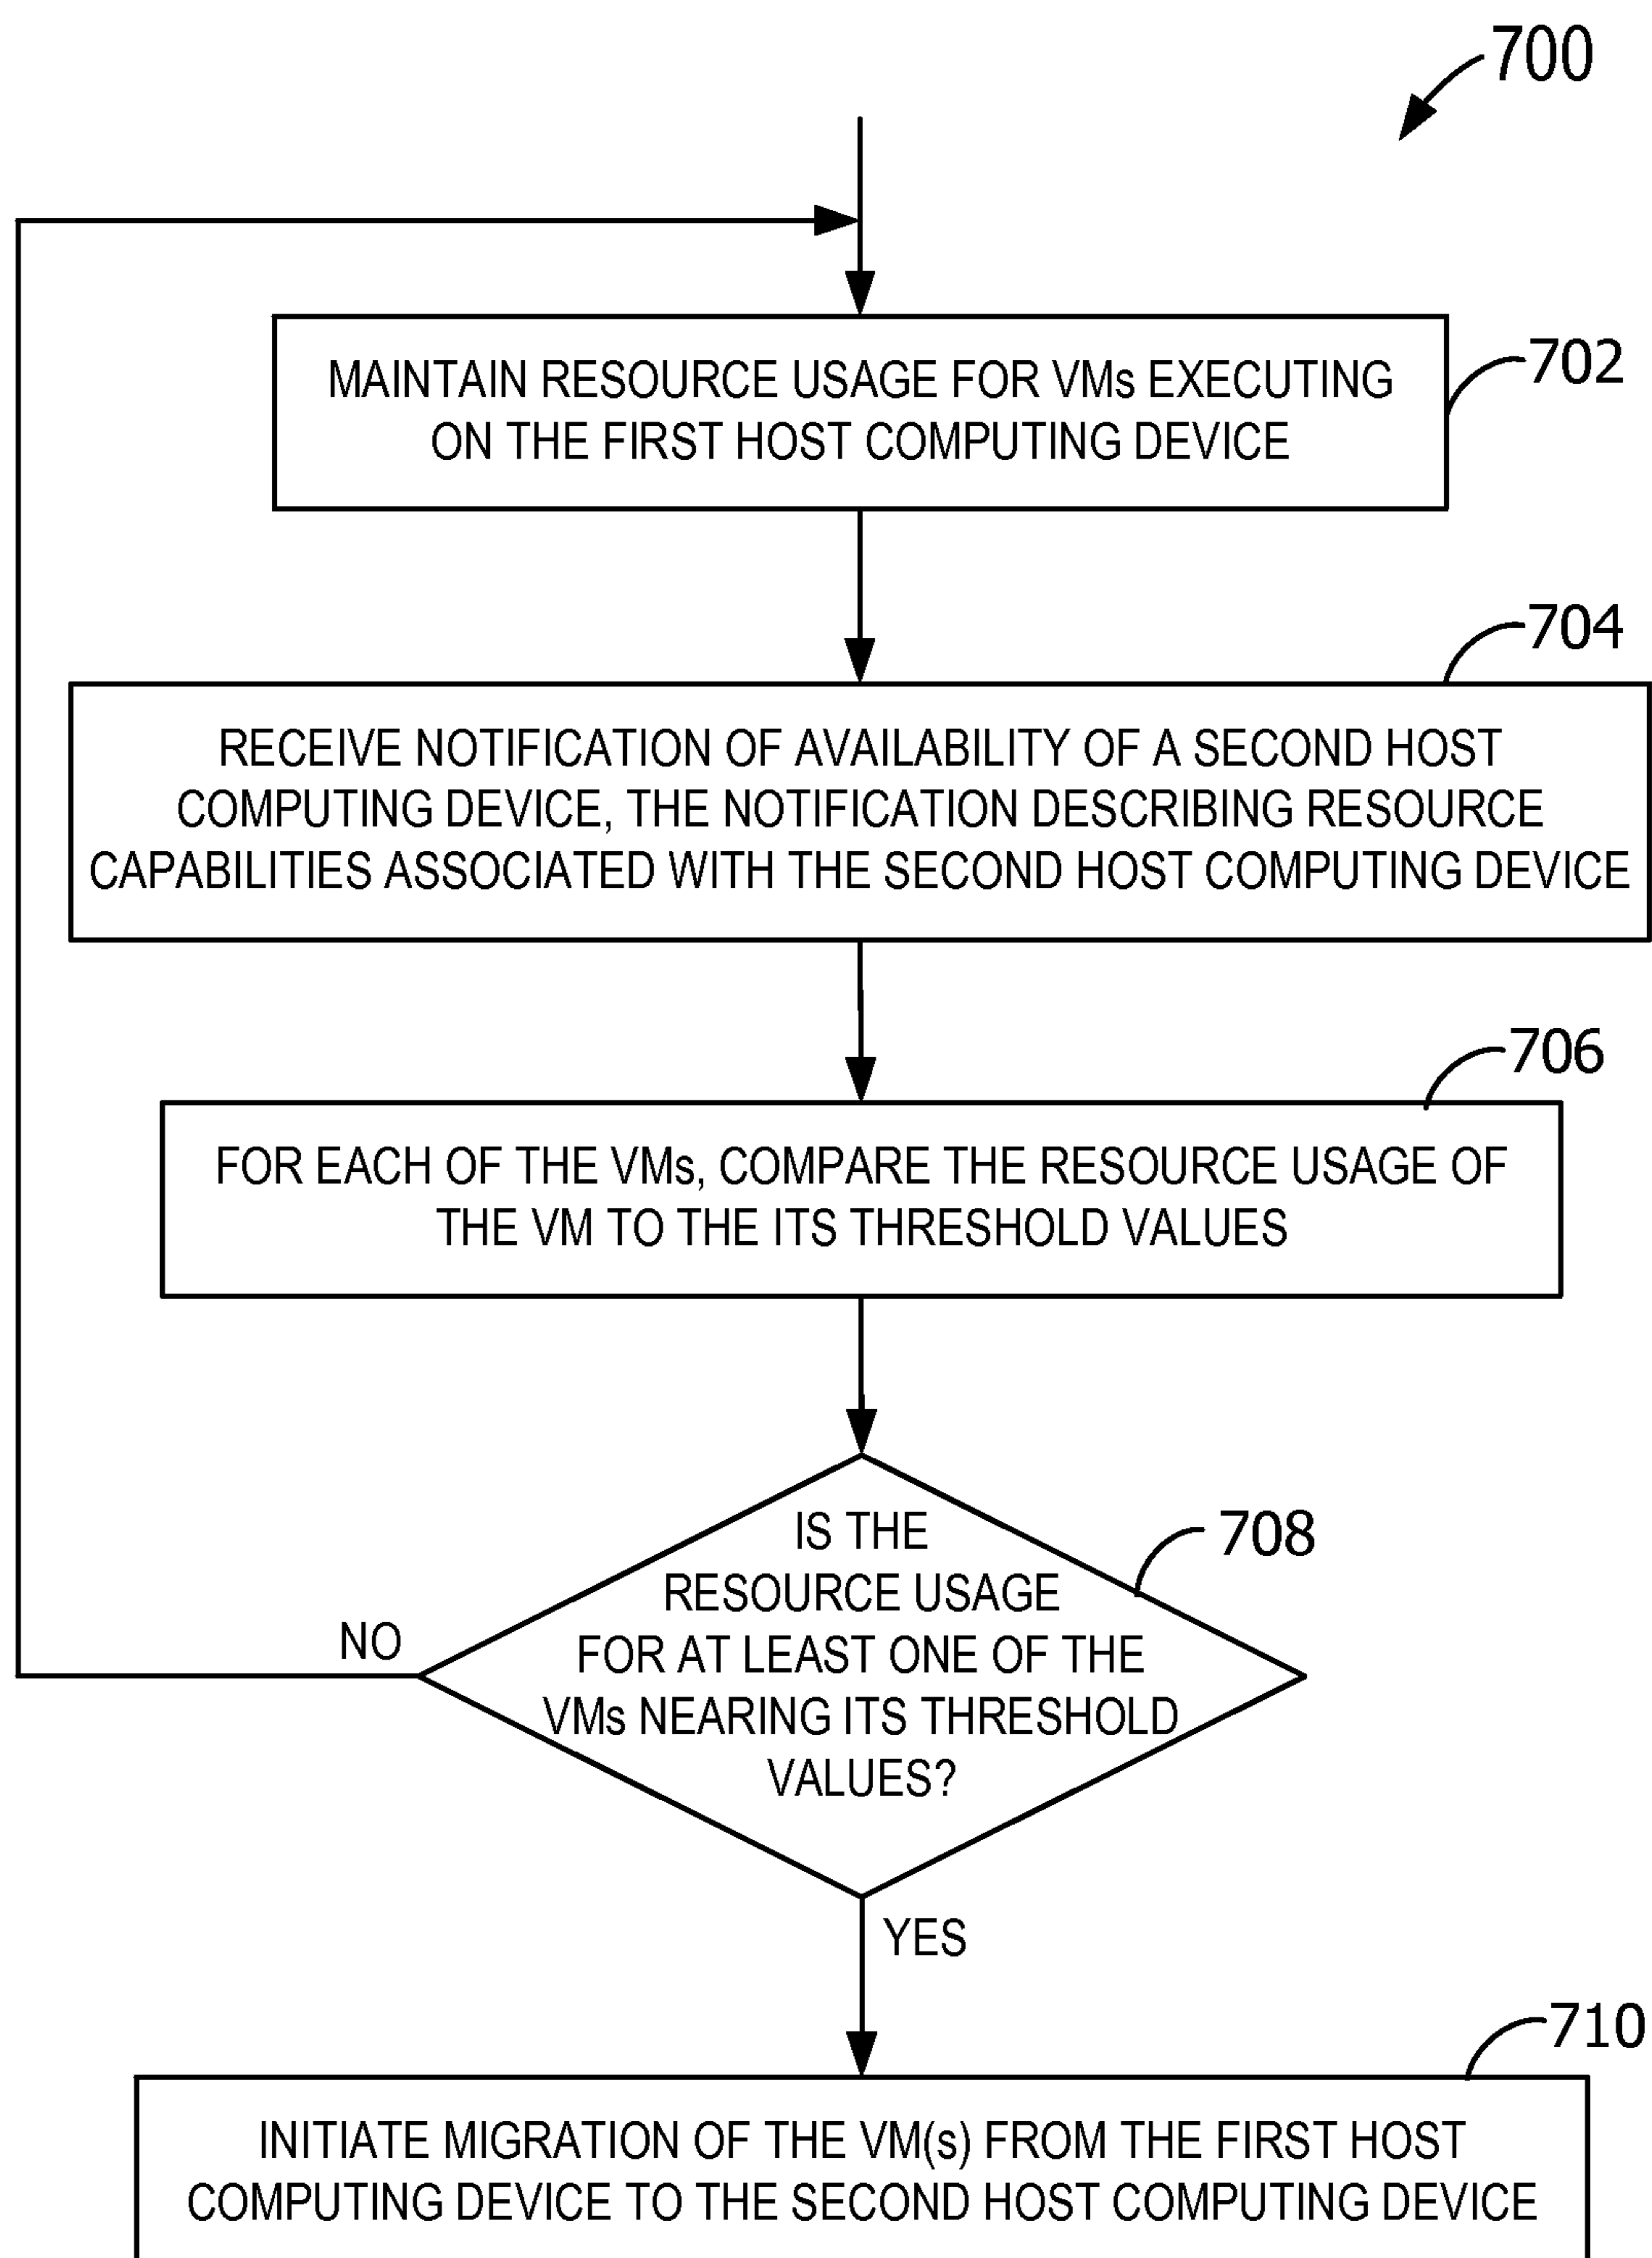 700
MAINTAIN RESOURCE USAGE FOR VMs EXECUTING
ON THE FIRST HOST COMPUTING DEVICE
702
704
RECEIVE NOTIFICATION OF AVAILABILITY OF A SECOND HOST
COMPUTING DEVICE, THE NOTIFICATION DESCRIBING RESOURCE
CAPABILITIES ASSOCIATED WITH THE SECOND HOST COMPUTING DEVICE
706
FOR EACH OF THE VMs, COMPARE THE RESOURCE USAGE OF
THE VM TO THE ITS THRESHOLD VALUES
708
IS THE
RESOURCE USAGE
FOR AT LEAST ONE OF THE
VMs NEARING ITS THRESHOLD
VALUES?
NO
YES
710
INITIATE MIGRATION OF THE VM(s) FROM THE FIRST HOST
COMPUTING DEVICE TO THE SECOND HOST COMPUTING DEVICE